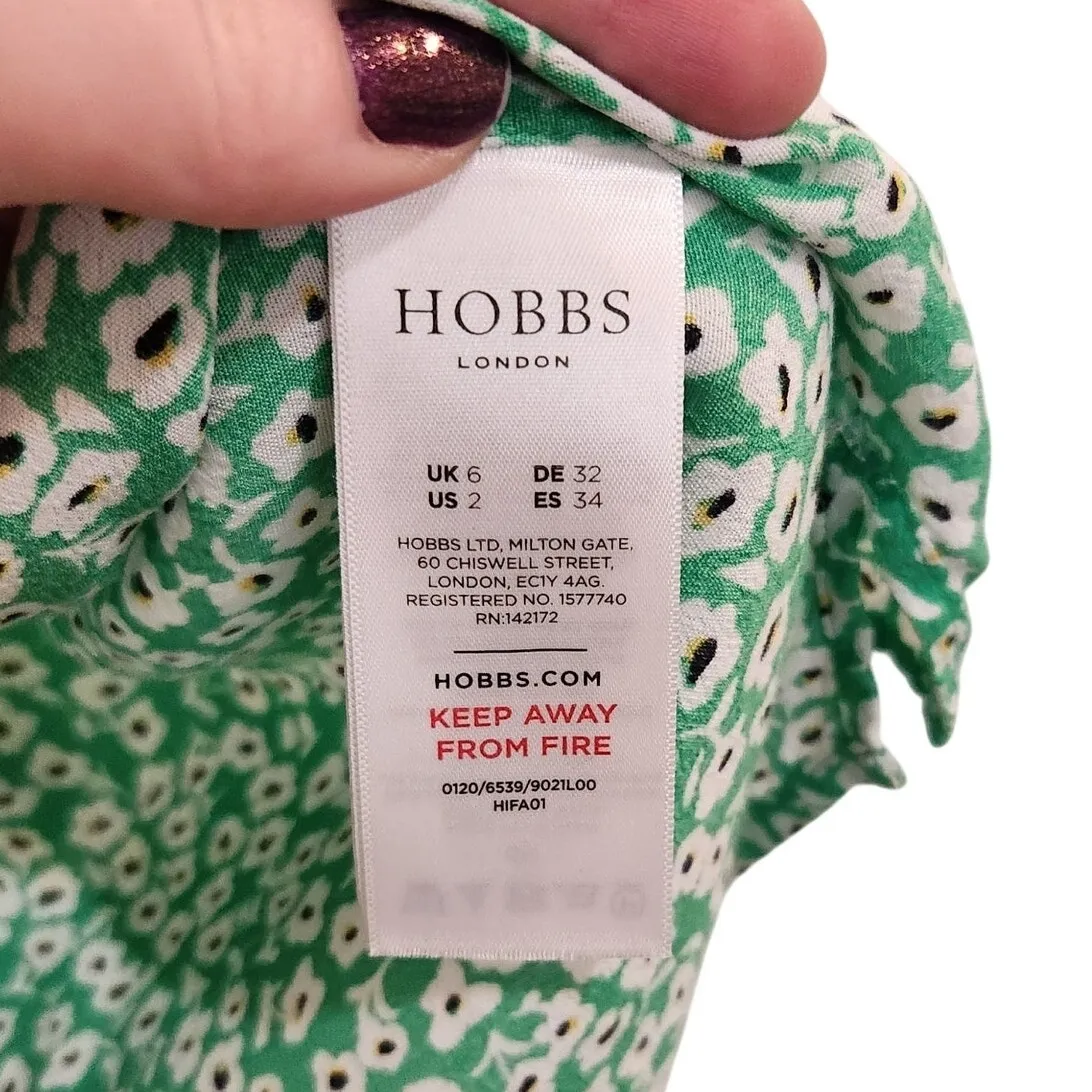 HOBBS
LONDON
UK 6 DE 32
US 2 ES 34
HOBBS LTD, MILTON GATE,
60 CHISWELL STREET,
LONDON, EC1Y 4AG.
REGISTERED NO. 1577740
RN:142172
HOBBS.COM
KEEP AWAY
FROM FIRE
0120/6539/9021L00
HIFA01